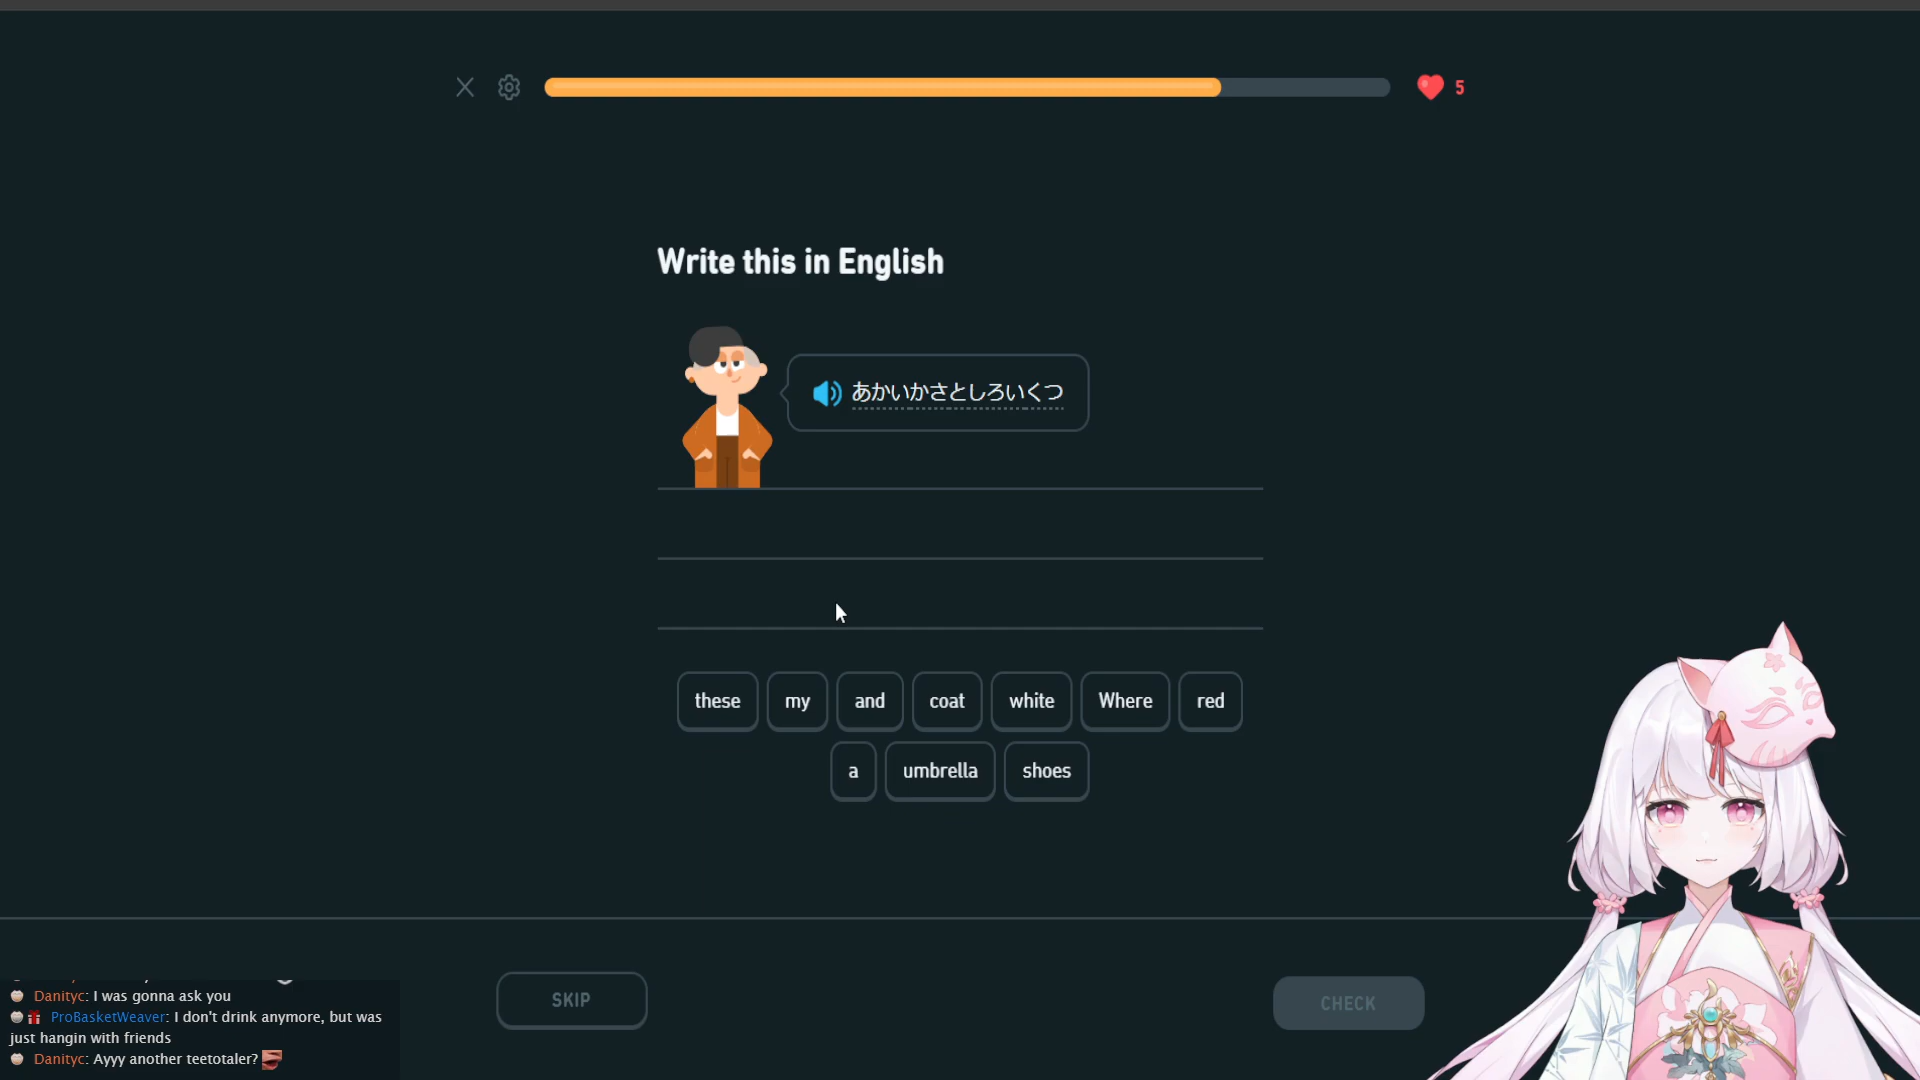 5
Write this in English
あかいかさとしろいくつ
these my and coat white Where red
a umbrella shoes
SKIP
CHECK
Danityc: I was gonna ask you
ProBasketWeaver: I don't drink anymore, but was
just hangin with friends
Danityc: Ayyy another teetotaler?